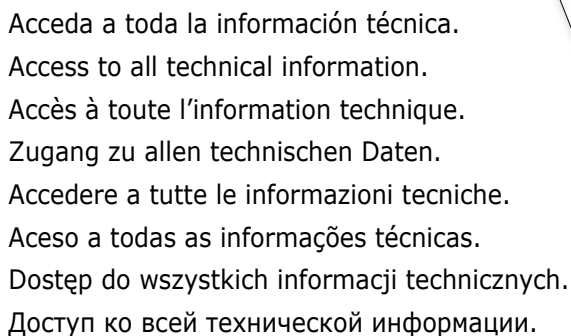 Acceda a toda la información técnica.
Access to all technical information.
Accès à toute l’information technique.
Zugang zu allen technischen Daten.
Accedere a tutte le informazioni tecniche.
Aceso a todas as informações técnicas.
Dostęp do wszystkich informacji technicznych.
Доступ ко всей технической информации.